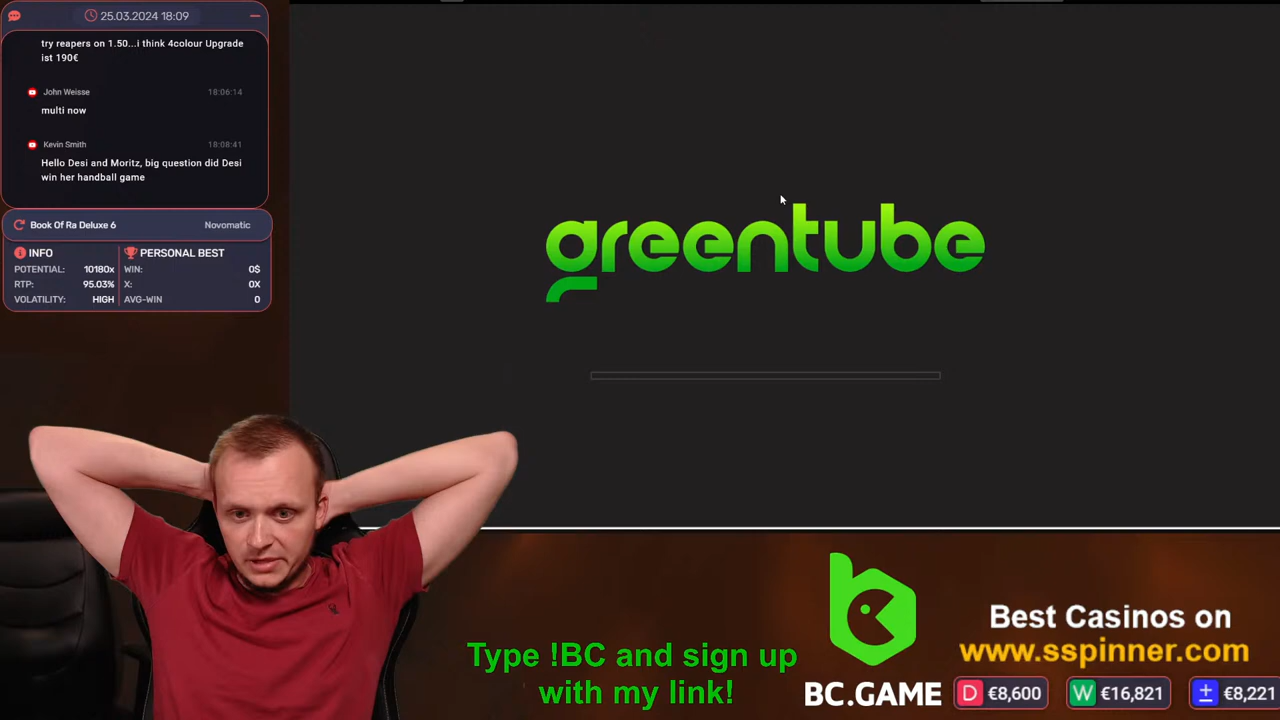 25.03.2024 18:09
try reapers on 1.50...i think 4colour Upgrade
ist 190€
John Weisse 18:06:14
multi now
Kevin Smith 18:08:41
Hello Desi and Moritz, big question did Desi
win her handball game
Book Of Ra Deluxe 6 Novomatic
INFO
POTENTIAL: 10180x
RTP: 95.03%
VOLATILITY: HIGH
PERSONAL BEST
WIN: 0$
X: 0X
AVG-WIN 0
greentube
Type !BC and sign up
with my link!
BC.GAME
Best Casinos on
www.sspinner.com
D €8,600
W €16,821
± €8,221